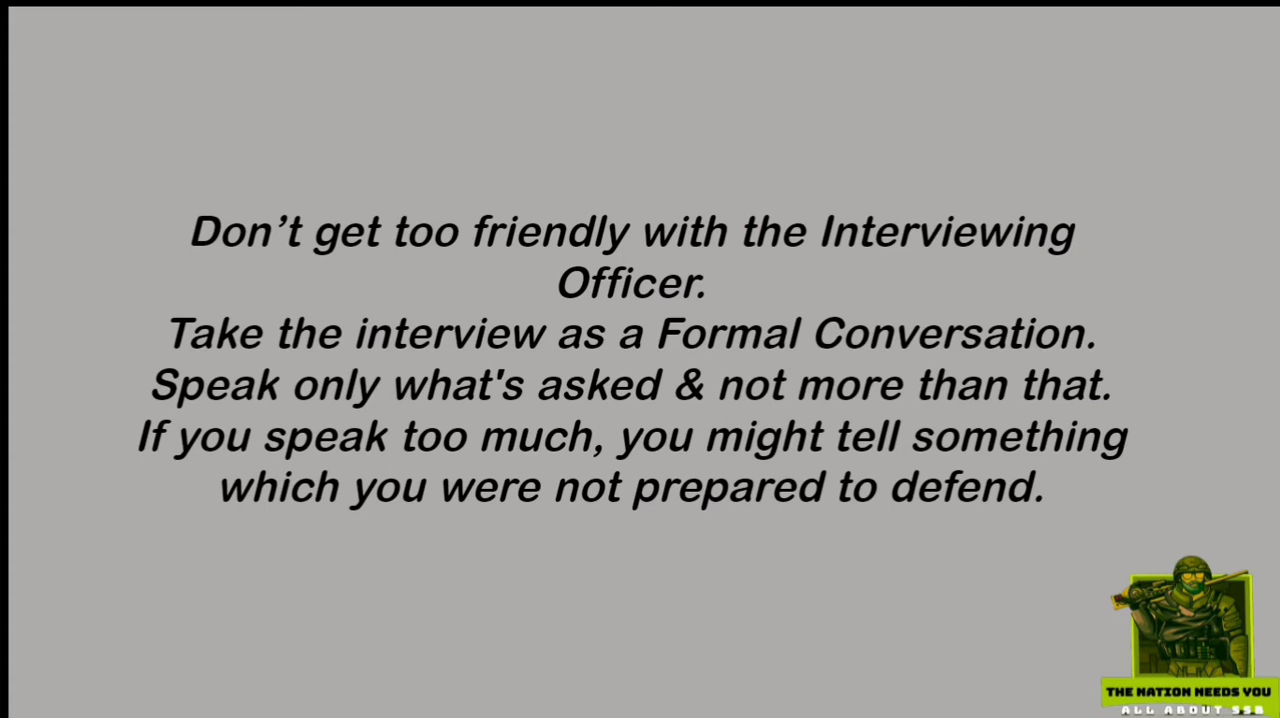 Don’t get too friendly with the Interviewing
Officer.
Take the interview as a Formal Conversation.
Speak only what's asked & not more than that.
If you speak too much, you might tell something
which you were not prepared to defend.
THE NATION NEEDS YOU
ALL ABOUT SSB